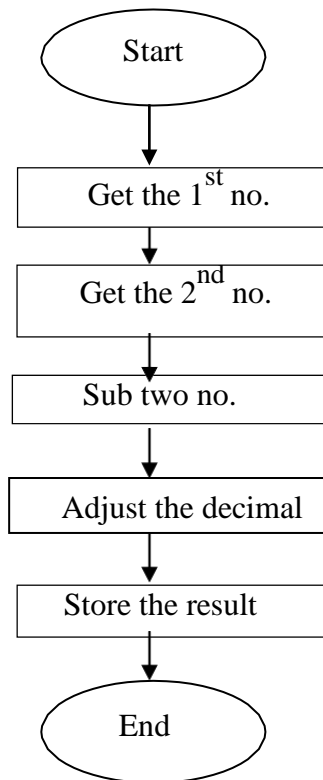 Start
Get the 1st no.
Get the 2nd no.
Sub two no.
Adjust the decimal
Store the result
End